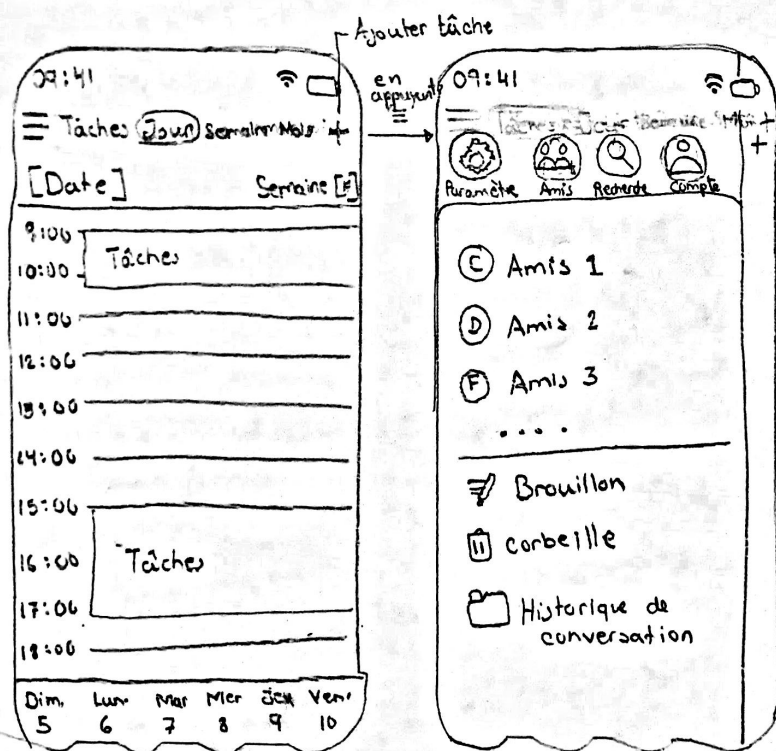 Ajouter tâche
09:41
Tâches Jour Semaine Mois +
[Date] Semaine [#]
9:00
Tâches
10:00
11:00
12:00
13:00
14:00
15:00
16:00 Tâches
17:00
18:00
Dim. Lun. Mar Mer Jeu Ven.
5 6 7 8 9 10
en
appuyant
09:41
+
Paramètre Amis Recherche Compte
C Amis 1
D Amis 2
F Amis 3
....
Brouillon
corbeille
Historique de
conversation